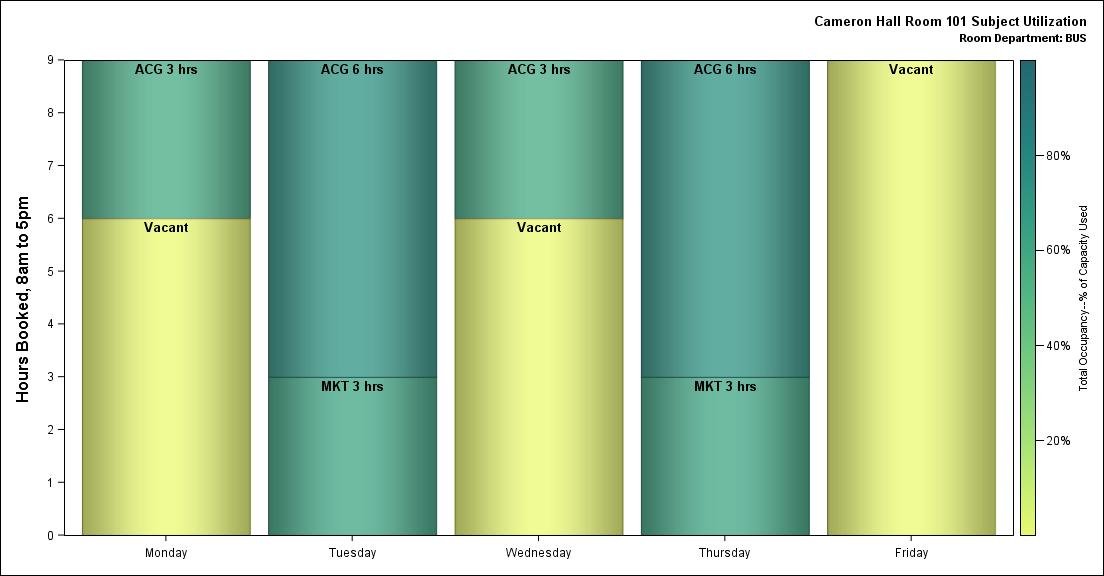 Cameron Hall Room 101 Subject Utilization
Room Department: BUS
Hours Booked, 8am to 5pm
9
8
7
6
5
4
3
2
1
0
ACG 3 hrs
Vacant
ACG 6 hrs
MKT 3 hrs
ACG 3 hrs
Vacant
ACG 6 hrs
MKT 3 hrs
Vacant
Monday
Tuesday
Wednesday
Thursday
Friday
80%
60%
40%
20%
Total Occupancy--% of Capacity Used